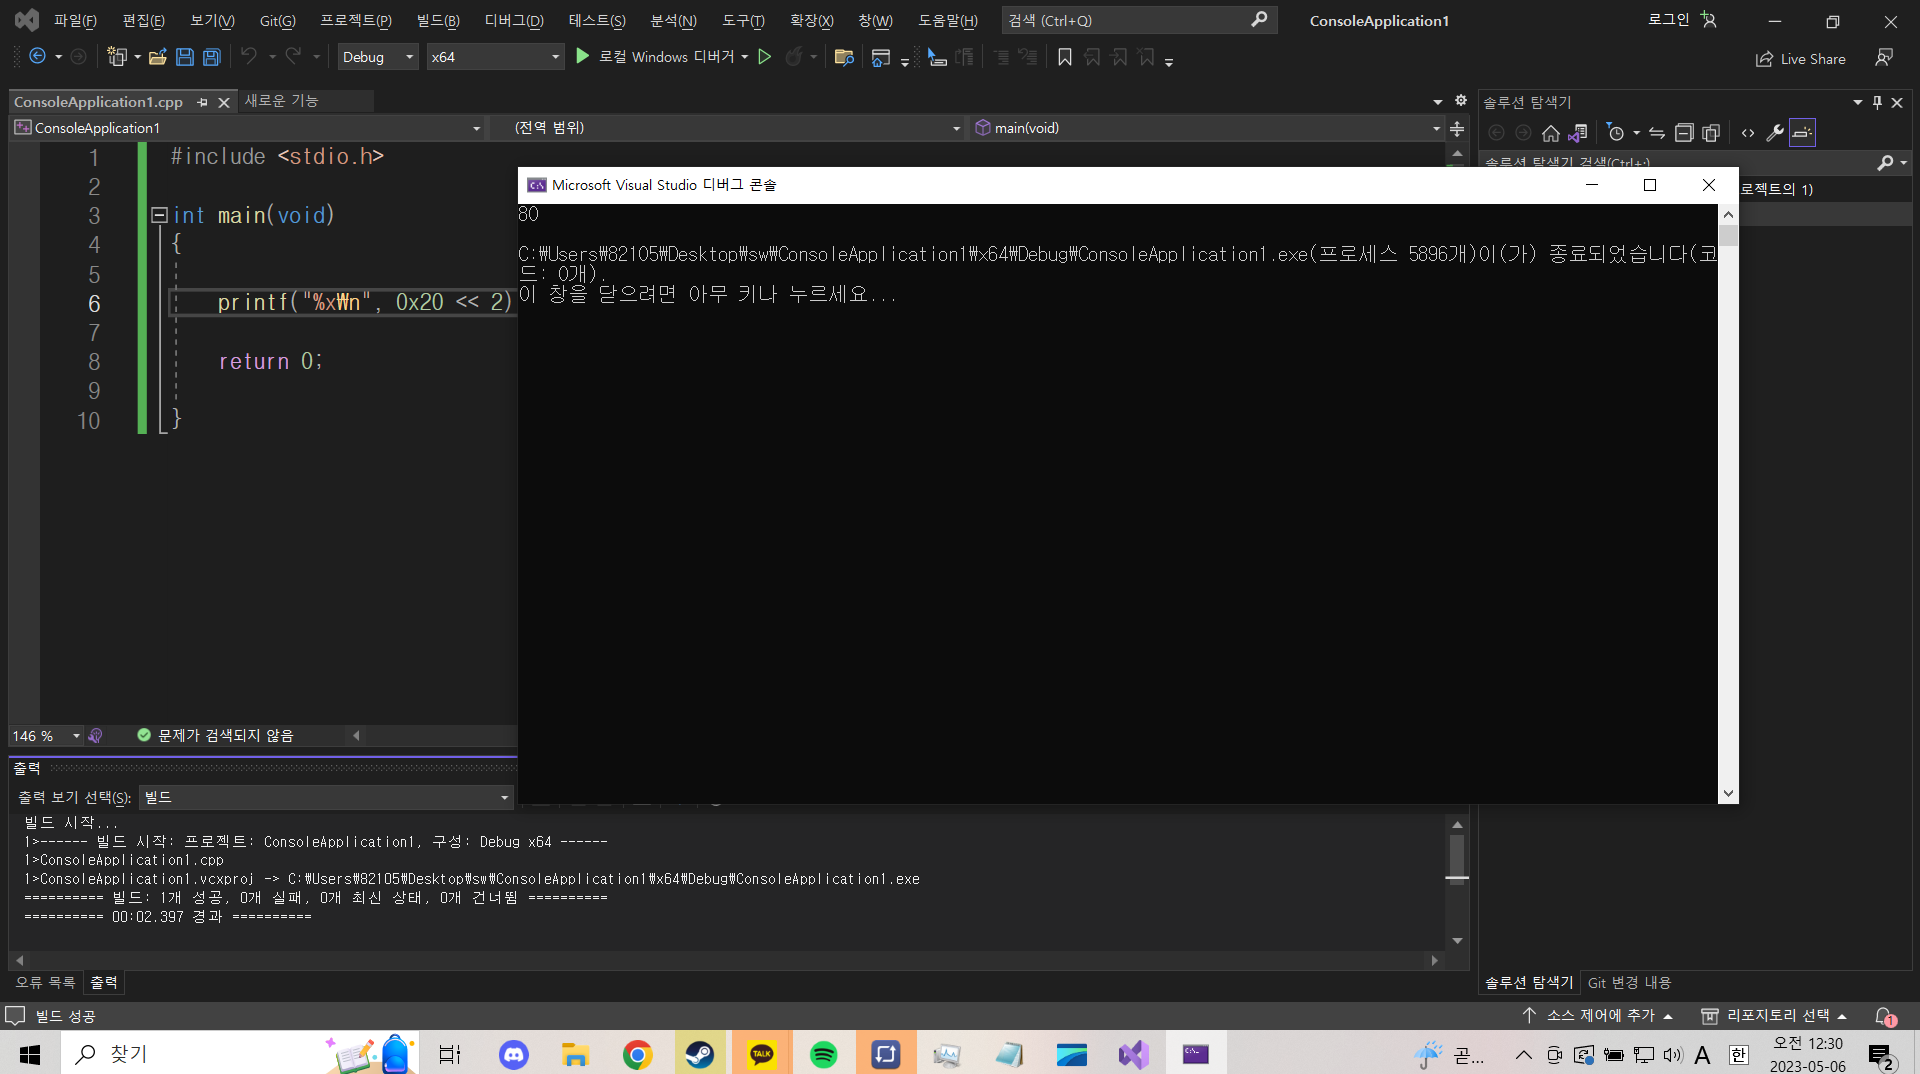 파일(F) 편집(E) 보기(V) Git(G) 프로젝트(P) 빌드(B) 디버그(D) 테스트(S) 분석(N) 도구(T) 확장(X) 창(W) 도움말(H) 검색 (Ctrl+Q) ConsoleApplication1 로그인
Debug x64 로컬 Windows 디버거 Live Share
ConsoleApplication1.cpp 새로운 기능
솔루션 탐색기
ConsoleApplication1 (전역 범위) main(void)
솔루션 탐색기 검색(Ctrl+;)
로젝트의 1)
1 #include <stdio.h>
2
3 int main(void)
4 {
5
6 printf("%x₩n", 0x20 << 2)
7
8 return 0;
9
10 }
Microsoft Visual Studio 디버그 콘솔
80
C:₩Users₩82105₩Desktop₩sw₩ConsoleApplication1₩x64₩Debug₩ConsoleApplication1.exe(프로세스 5896개)이(가) 종료되었습니다(코
드: 0개).
이 창을 닫으려면 아무 키나 누르세요...
146 % 문제가 검색되지 않음
출력
출력 보기 선택(S): 빌드
빌드 시작...
1>------ 빌드 시작: 프로젝트: ConsoleApplication1, 구성: Debug x64 ------
1>ConsoleApplication1.cpp
1>ConsoleApplication1.vcxproj -> C:₩Users₩82105₩Desktop₩sw₩ConsoleApplication1₩x64₩Debug₩ConsoleApplication1.exe
========== 빌드: 1개 성공, 0개 실패, 0개 최신 상태, 0개 건너뜀 ==========
========== 00:02.397 경과 ==========
오류 목록 출력
솔루션 탐색기 Git 변경 내용
빌드 성공 소스 제어에 추가 리포지토리 선택 1
찾기 TALK 곧... A 한 오전 12:30
2023-05-06 2